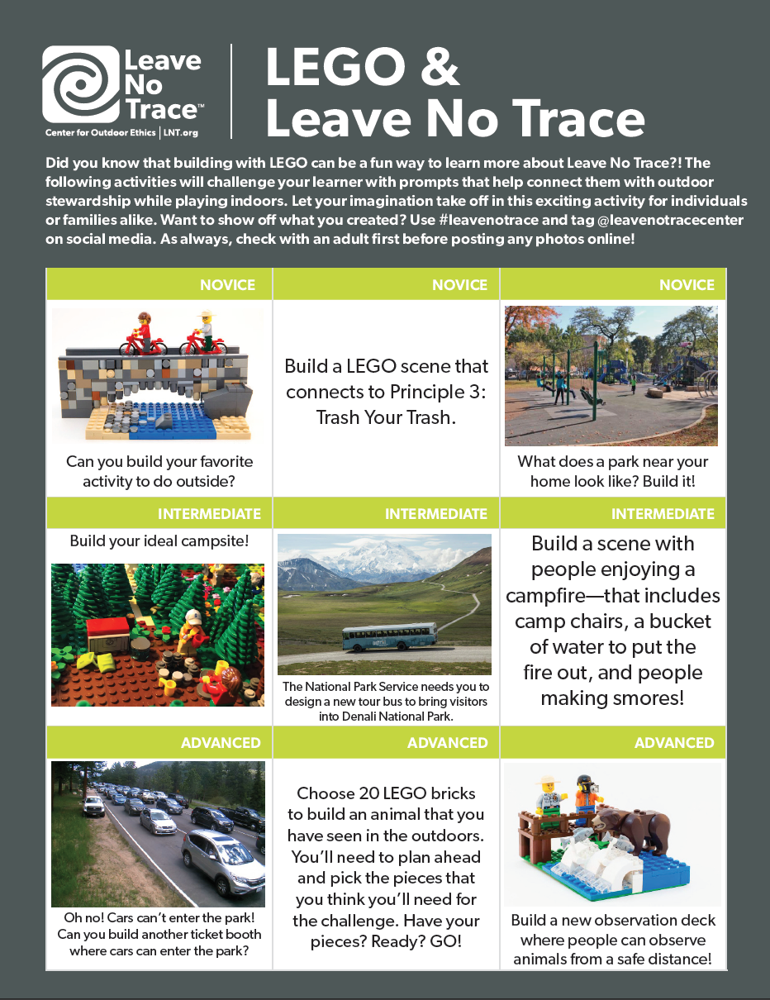 Leave
No
Trace™
Center for Outdoor Ethics | LNT.org
LEGO &
Leave No Trace
Did you know that building with LEGO can be a fun way to learn more about Leave No Trace?! The
following activities will challenge your learner with prompts that help connect them with outdoor
stewardship while playing indoors. Let your imagination take off in this exciting activity for individuals
or families alike. Want to show off what you created? Use #leavenotrace and tag @leavenotracecenter
on social media. As always, check with an adult first before posting any photos online!
NOVICE
Can you build your favorite
activity to do outside?
NOVICE
Build a LEGO scene that
connects to Principle 3:
Trash Your Trash.
NOVICE
What does a park near your
home look like? Build it!
INTERMEDIATE
Build your ideal campsite!
INTERMEDIATE
The National Park Service needs you to
design a new tour bus to bring visitors
into Denali National Park.
INTERMEDIATE
Build a scene with
people enjoying a
campfire—that includes
camp chairs, a bucket
of water to put the
fire out, and people
making smores!
ADVANCED
Oh no! Cars can't enter the park!
Can you build another ticket booth
where cars can enter the park?
ADVANCED
Choose 20 LEGO bricks
to build an animal that you
have seen in the outdoors.
You'll need to plan ahead
and pick the pieces that
you think you'll need for
the challenge. Have your
pieces? Ready? GO!
ADVANCED
Build a new observation deck
where people can observe
animals from a safe distance!